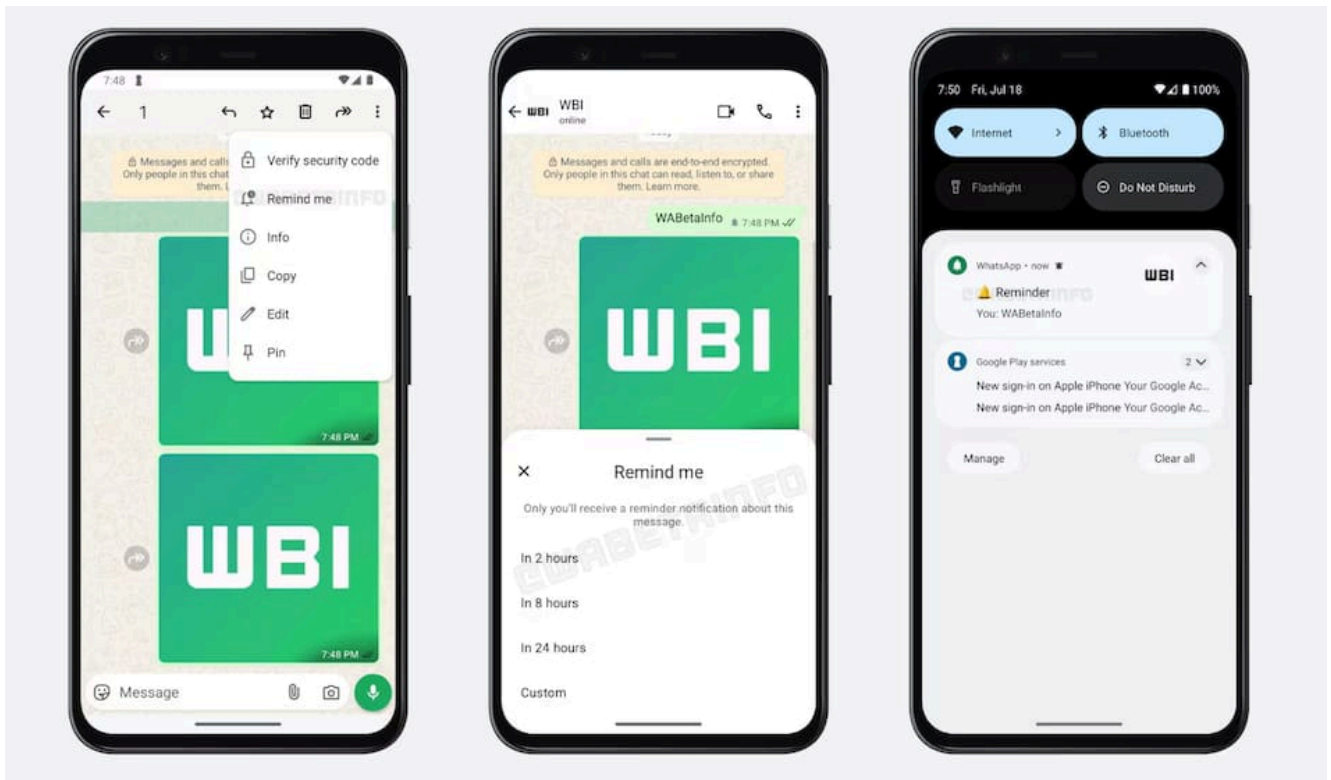 7:48
1
Verify security code
Remind me
Info
Copy
Edit
Pin
Messages and calls
Only people in this chat
them.
WBI
7:48 PM
WBI
7:48 PM
Message
WBI
WBI
online
Messages and calls are end-to-end encrypted.
Only people in this chat can read, listen to, or share
them. Learn more.
WABetaInfo 7:48 PM
WBI
Remind me
Only you'll receive a reminder notification about this
message.
@WABETAINFO
In 2 hours
In 8 hours
In 24 hours
Custom
7:50 Fri, Jul 18 100%
Internet
Bluetooth
Flashlight
Do Not Disturb
WhatsApp • now
WBI
Reminder
You: WABetaInfo
Google Play services 2
New sign-in on Apple iPhone Your Google Ac...
New sign-in on Apple iPhone Your Google Ac...
Manage
Clear all